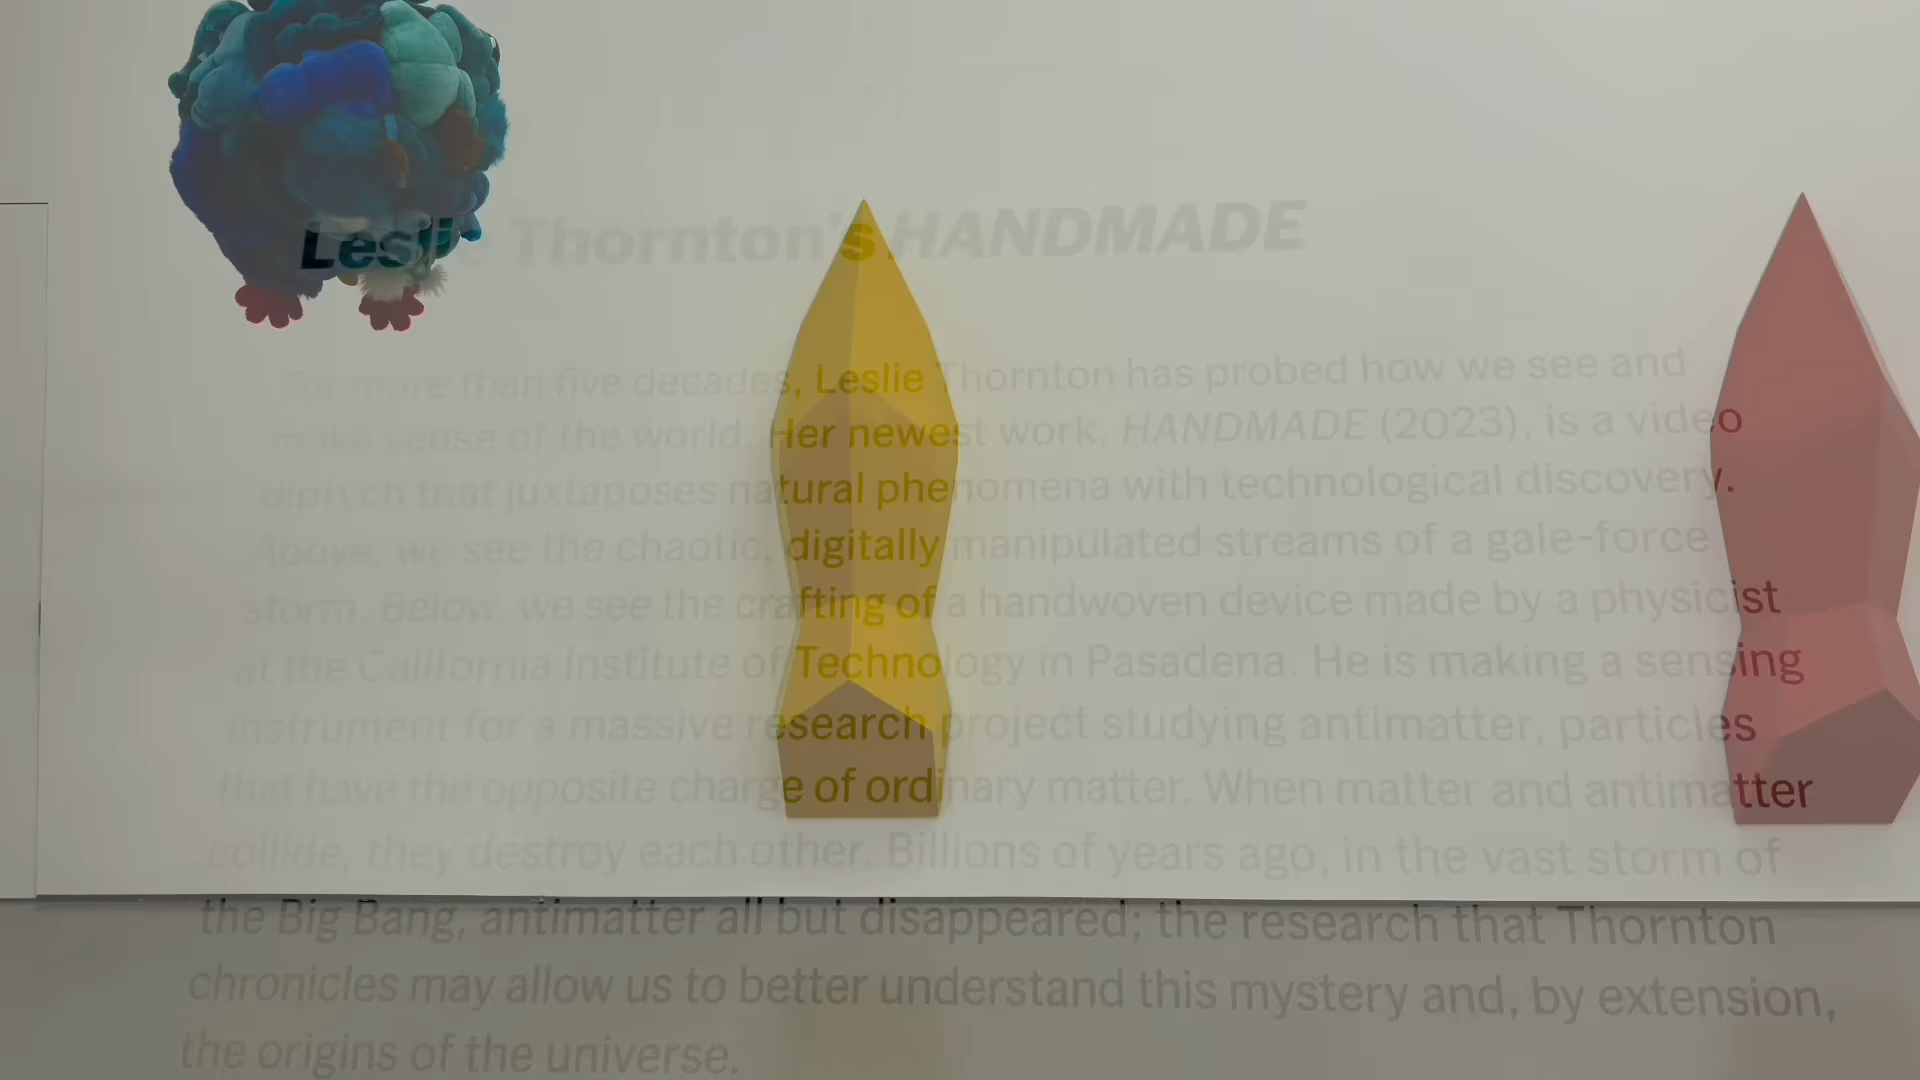 Leslie Thornton's HANDMADE
For more than five decades, Leslie Thornton has probed how we see and
make sense of the world. Her newest work, HANDMADE (2023), is a video
diptych that juxtaposes natural phenomena with technological discovery.
Above, we see the chaotic, digitally manipulated streams of a gale-force
storm. Below, we see the crafting of a handwoven device made by a physicist
at the California Institute of Technology in Pasadena. He is making a sensing
instrument for a massive research project studying antimatter, particles
that have the opposite charge of ordinary matter. When matter and antimatter
collide, they destroy each other. Billions of years ago, in the vast storm of
the Big Bang, antimatter all but disappeared; the research that Thornton
chronicles may allow us to better understand this mystery and, by extension,
the origins of the universe.